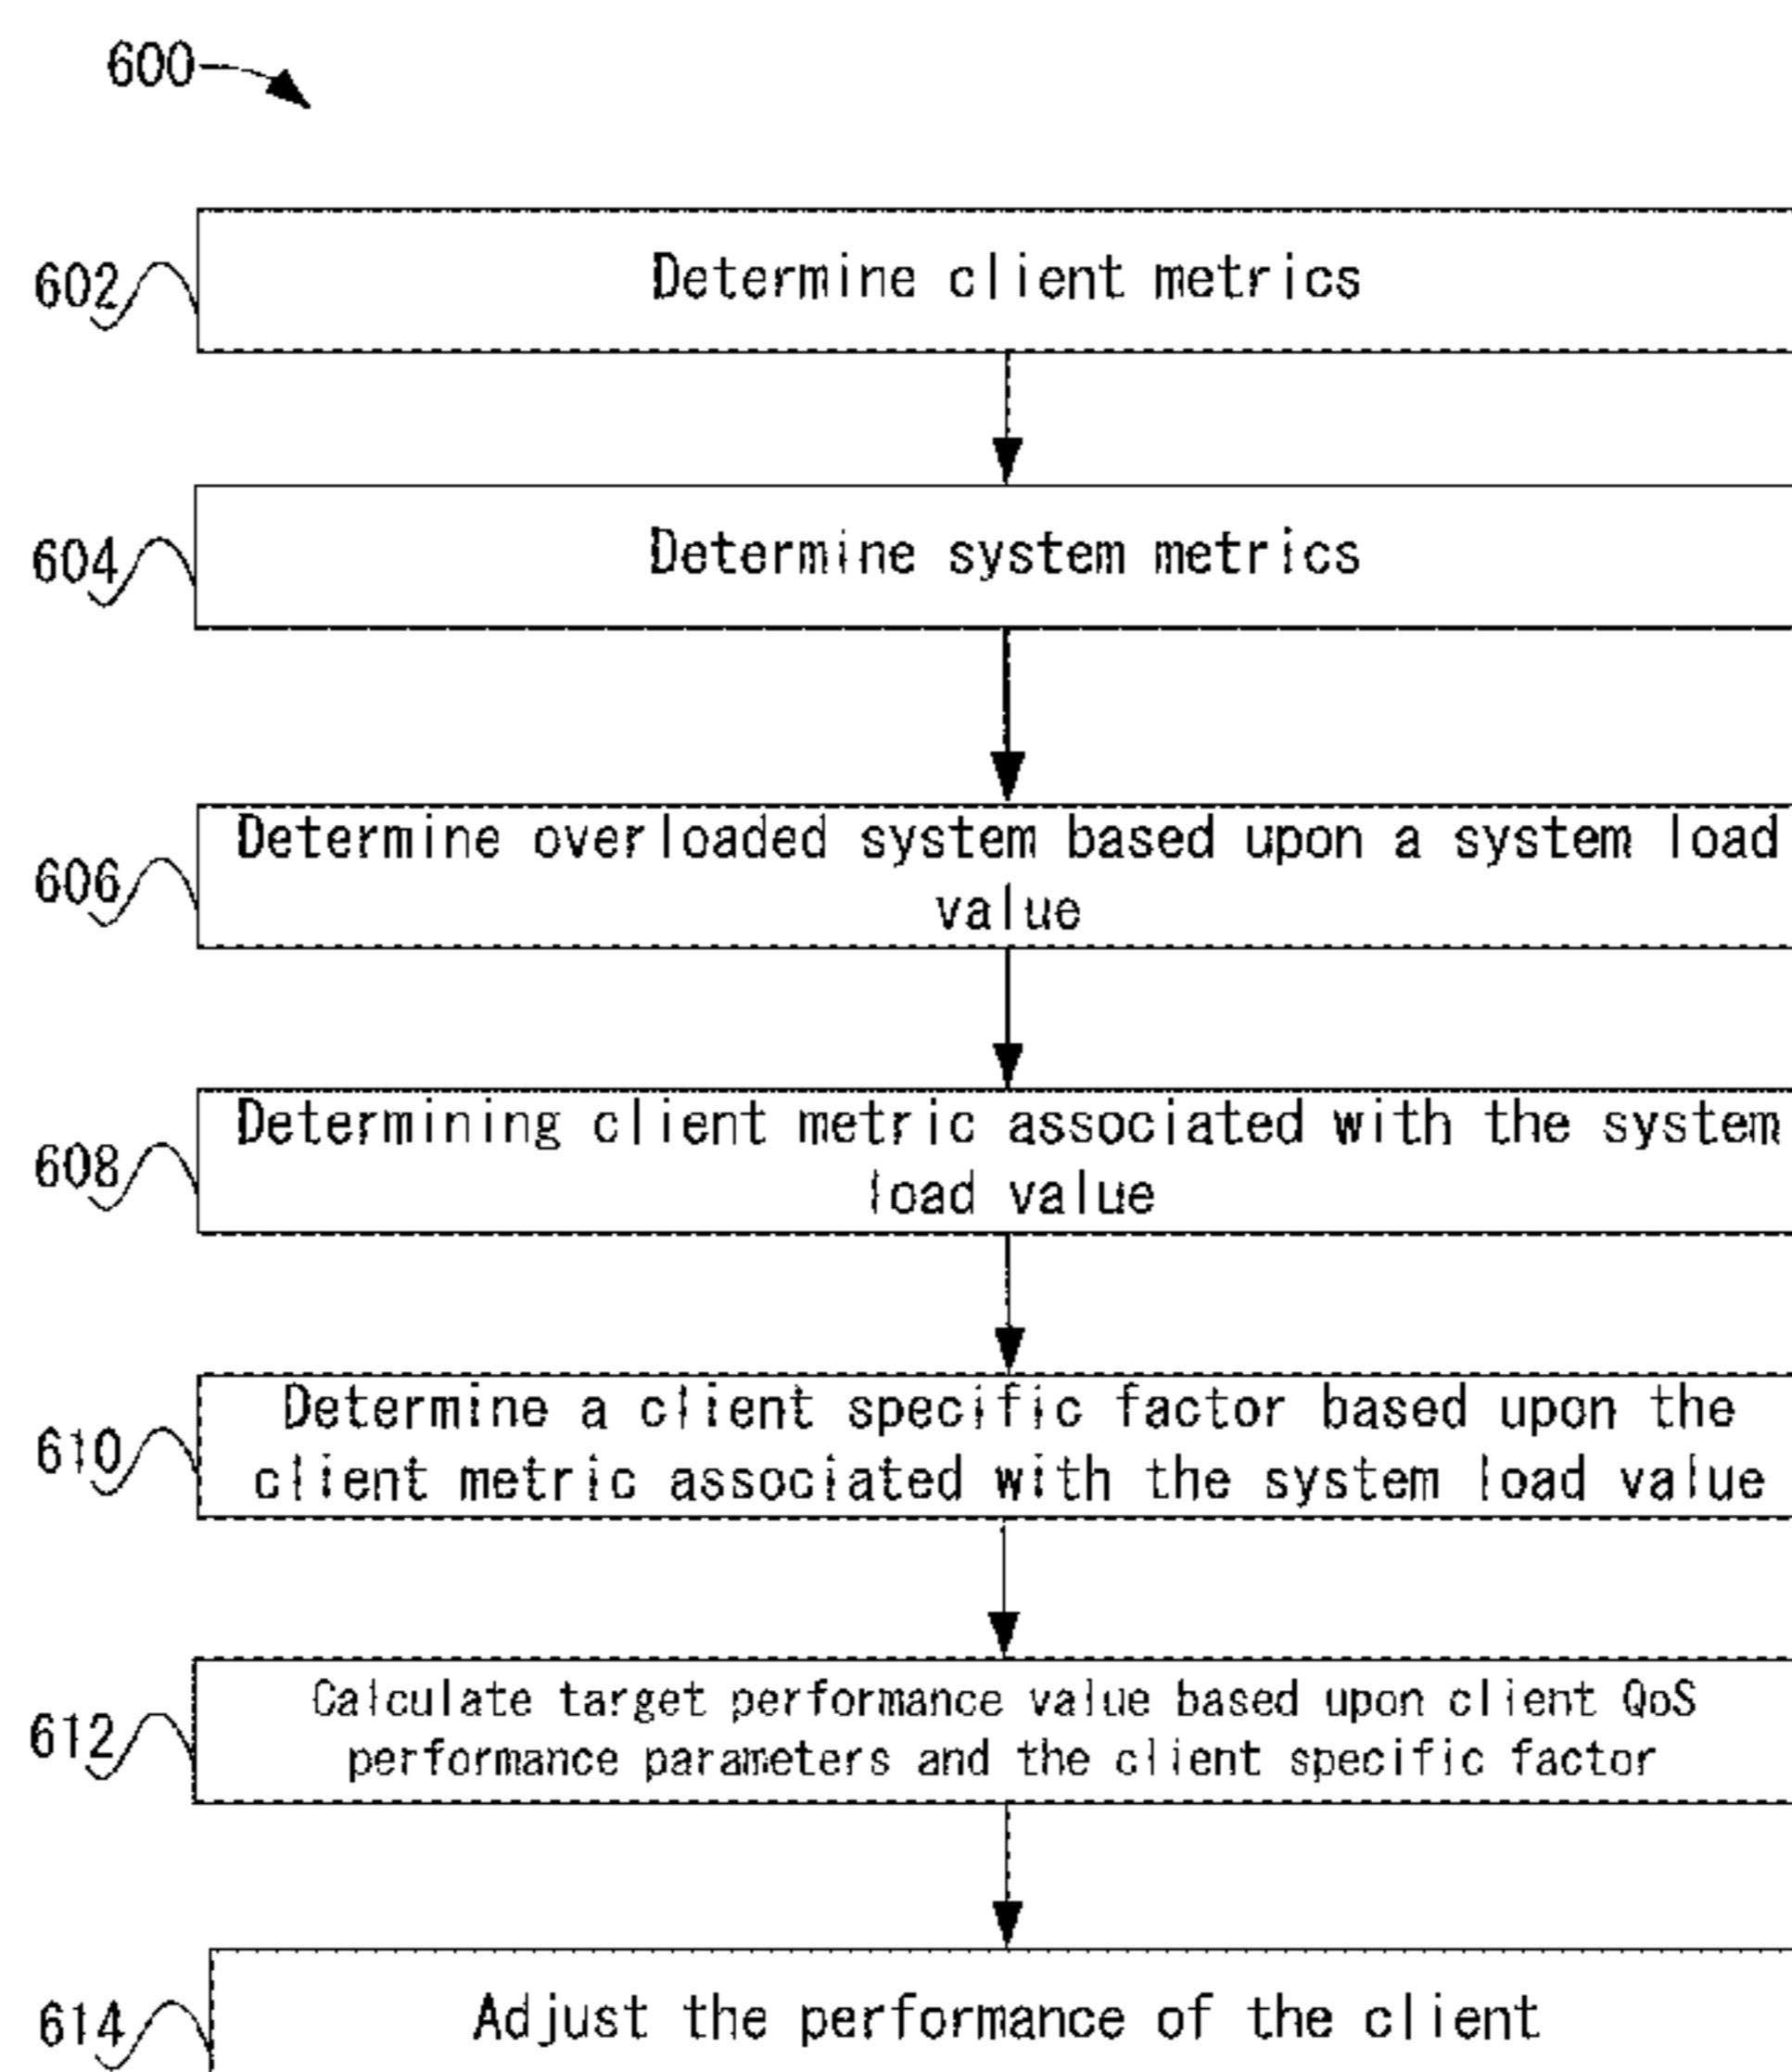 600
602
Determine client metrics
604
Determine system metrics
606
Determine overloaded system based upon a system load
value
608
Determining client metric associated with the system
load value
610
Determine a client specific factor based upon the
client metric associated with the system load value
612
Calculate target performance value based upon client QoS
performance parameters and the client specific factor
614
Adjust the performance of the client